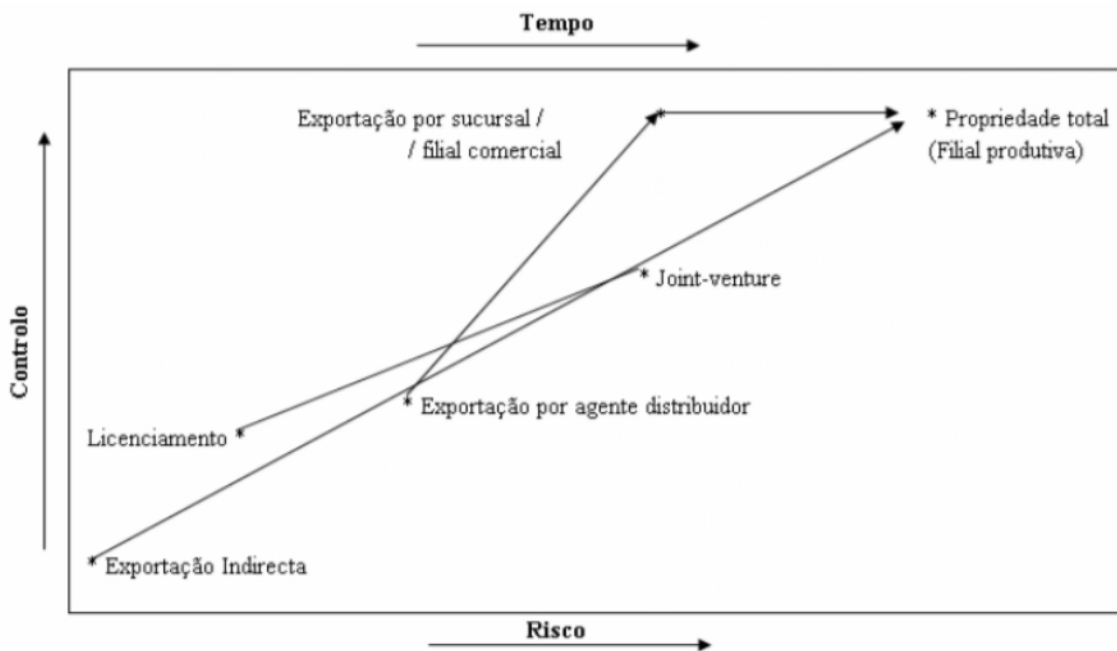 Tempo
Exportação por sucursal /
/ filial comercial
* Propriedade total
(Filial produtiva)
* Joint-venture
Controlo
* Exportação por agente distribuidor
Licenciamento *
* Exportação Indirecta
Risco